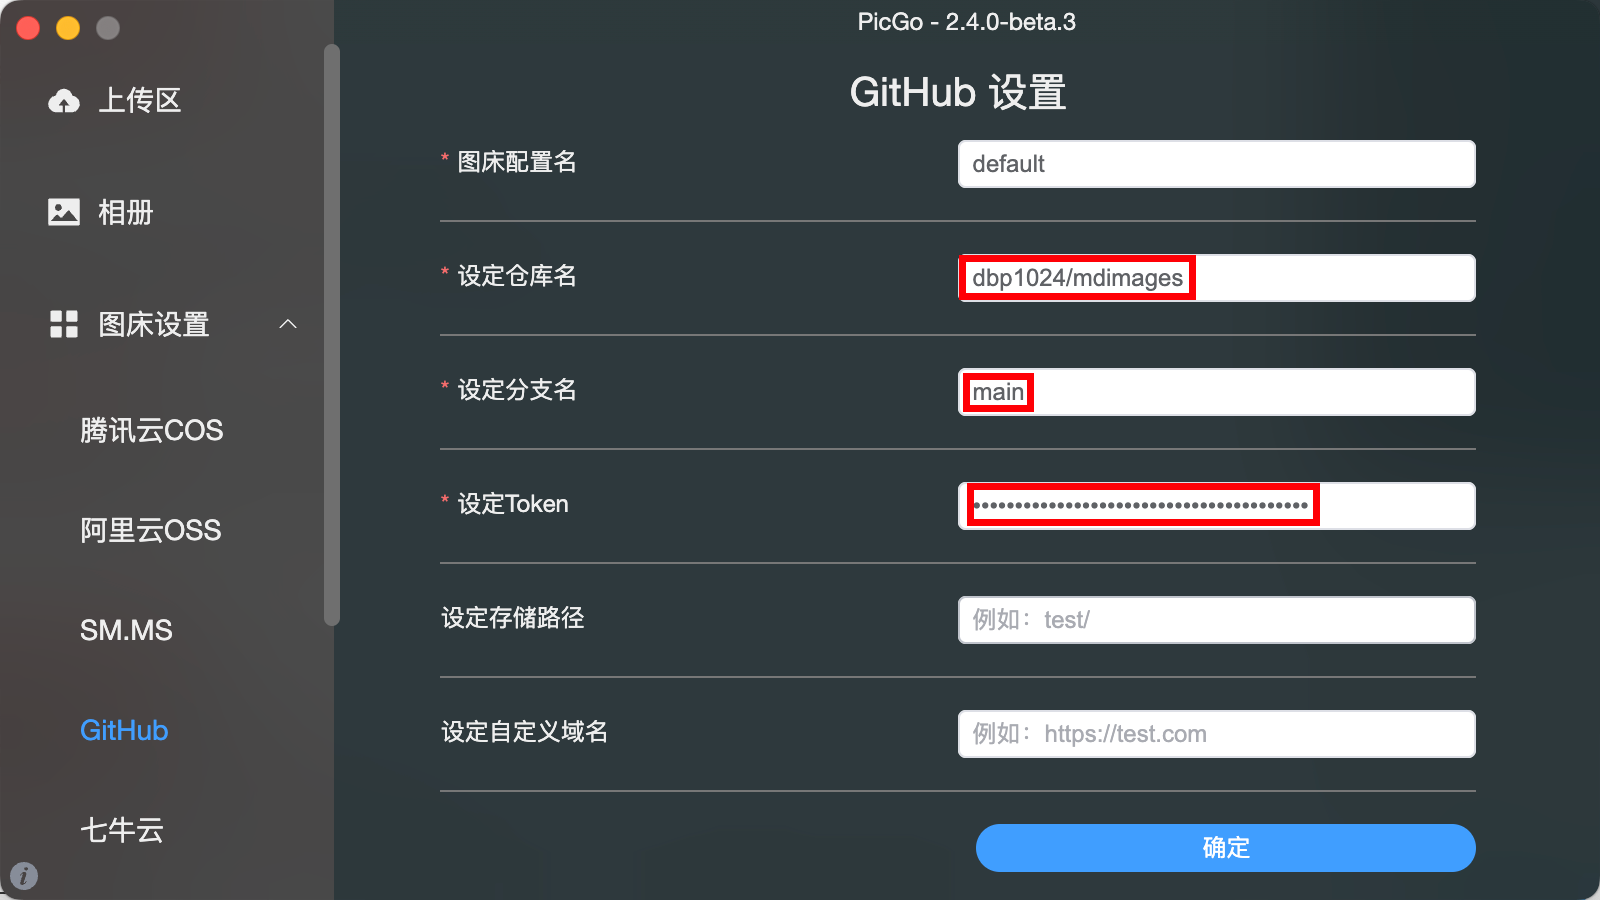 PicGo - 2.4.0-beta.3
上传区
相册
图床设置
腾讯云COS
阿里云OSS
SM.MS
GitHub
七牛云
GitHub 设置
* 图床配置名
default
* 设定仓库名
dbp1024/mdimages
* 设定分支名
main
* 设定Token
••••••••••••••••••••••••••••••••••••••••
设定存储路径
例如：test/
设定自定义域名
例如：https://test.com
确定